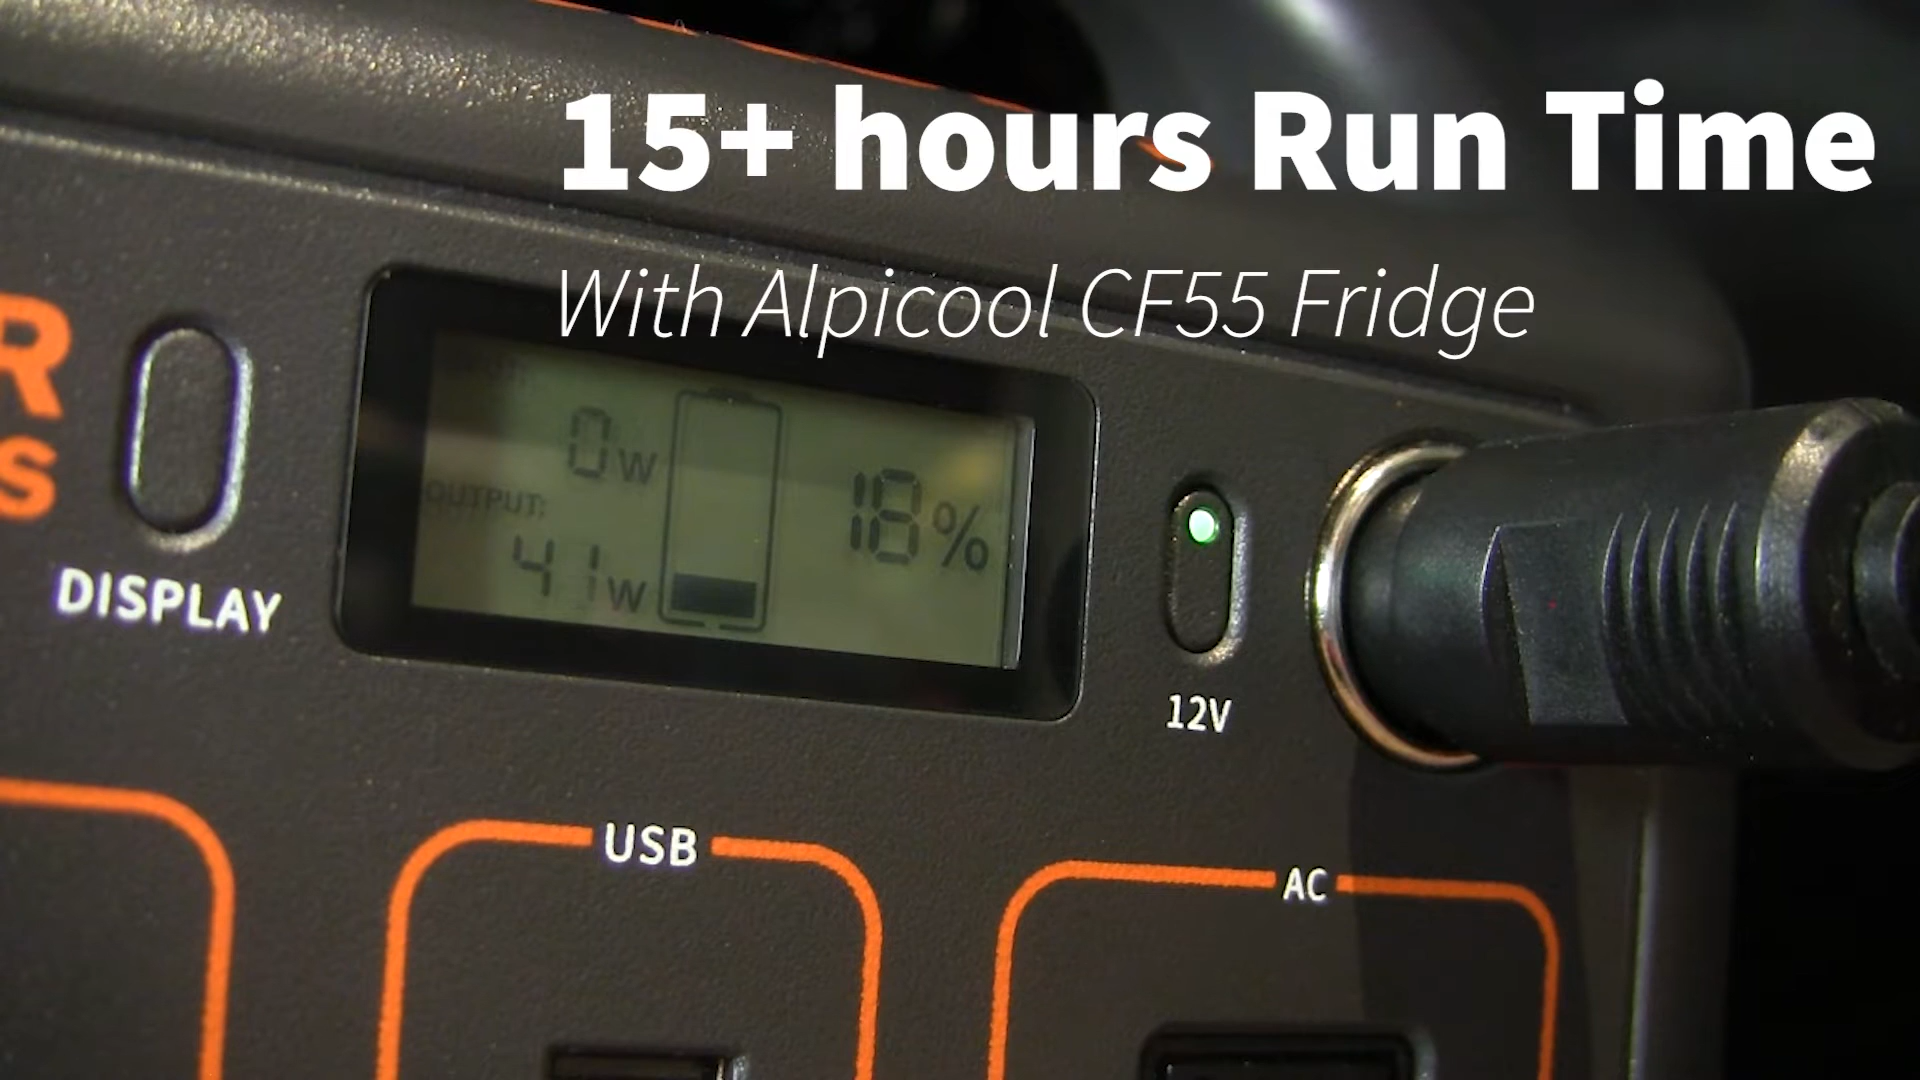 15+ hours Run Time
With Alpicool CF55 Fridge
R
S
DISPLAY
0W
OUTPUT:
41W
18%
12V
USB
AC